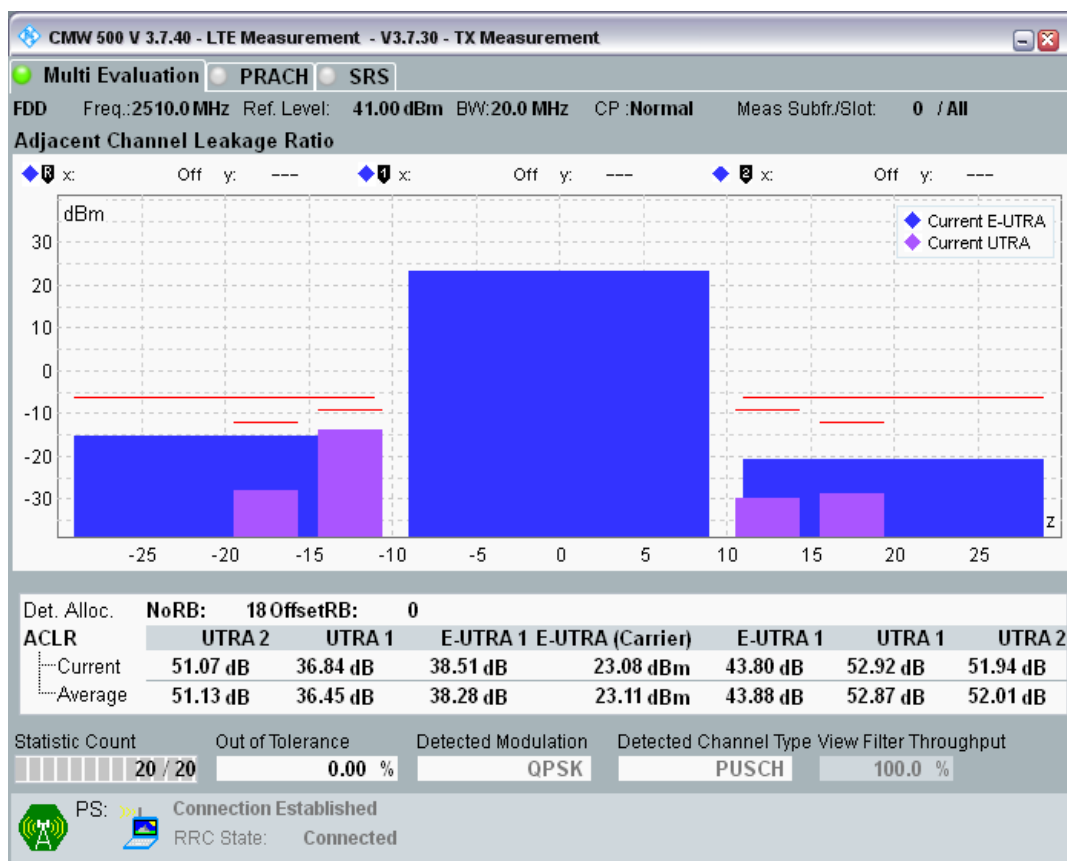 CMW 500 V 3.7.40 - LTE Measurement - V3.7.30 - TX Measurement
Multi Evaluation PRACH SRS
FDD Freq.:2510.0 MHz Ref. Level: 41.00 dBm BW:20.0 MHz CP :Normal Meas Subfr./Slot: 0 / All
Adjacent Channel Leakage Ratio
R x: Off y: --- 1 x: Off y: --- 2 x: Off y: ---
dBm
Current E-UTRA
Current UTRA
30
20
10
0
-10
-20
-30
z
-25 -20 -15 -10 -5 0 5 10 15 20 25
Det. Alloc. NoRB: 18 OffsetRB: 0
ACLR UTRA 2 UTRA 1 E-UTRA 1 E-UTRA (Carrier) E-UTRA 1 UTRA 1 UTRA 2
Current 51.07 dB 36.84 dB 38.51 dB 23.08 dBm 43.80 dB 52.92 dB 51.94 dB
Average 51.13 dB 36.45 dB 38.28 dB 23.11 dBm 43.88 dB 52.87 dB 52.01 dB
Statistic Count Out of Tolerance Detected Modulation Detected Channel Type View Filter Throughput
20 / 20 0.00 % QPSK PUSCH 100.0 %
PS: Connection Established
RRC State: Connected